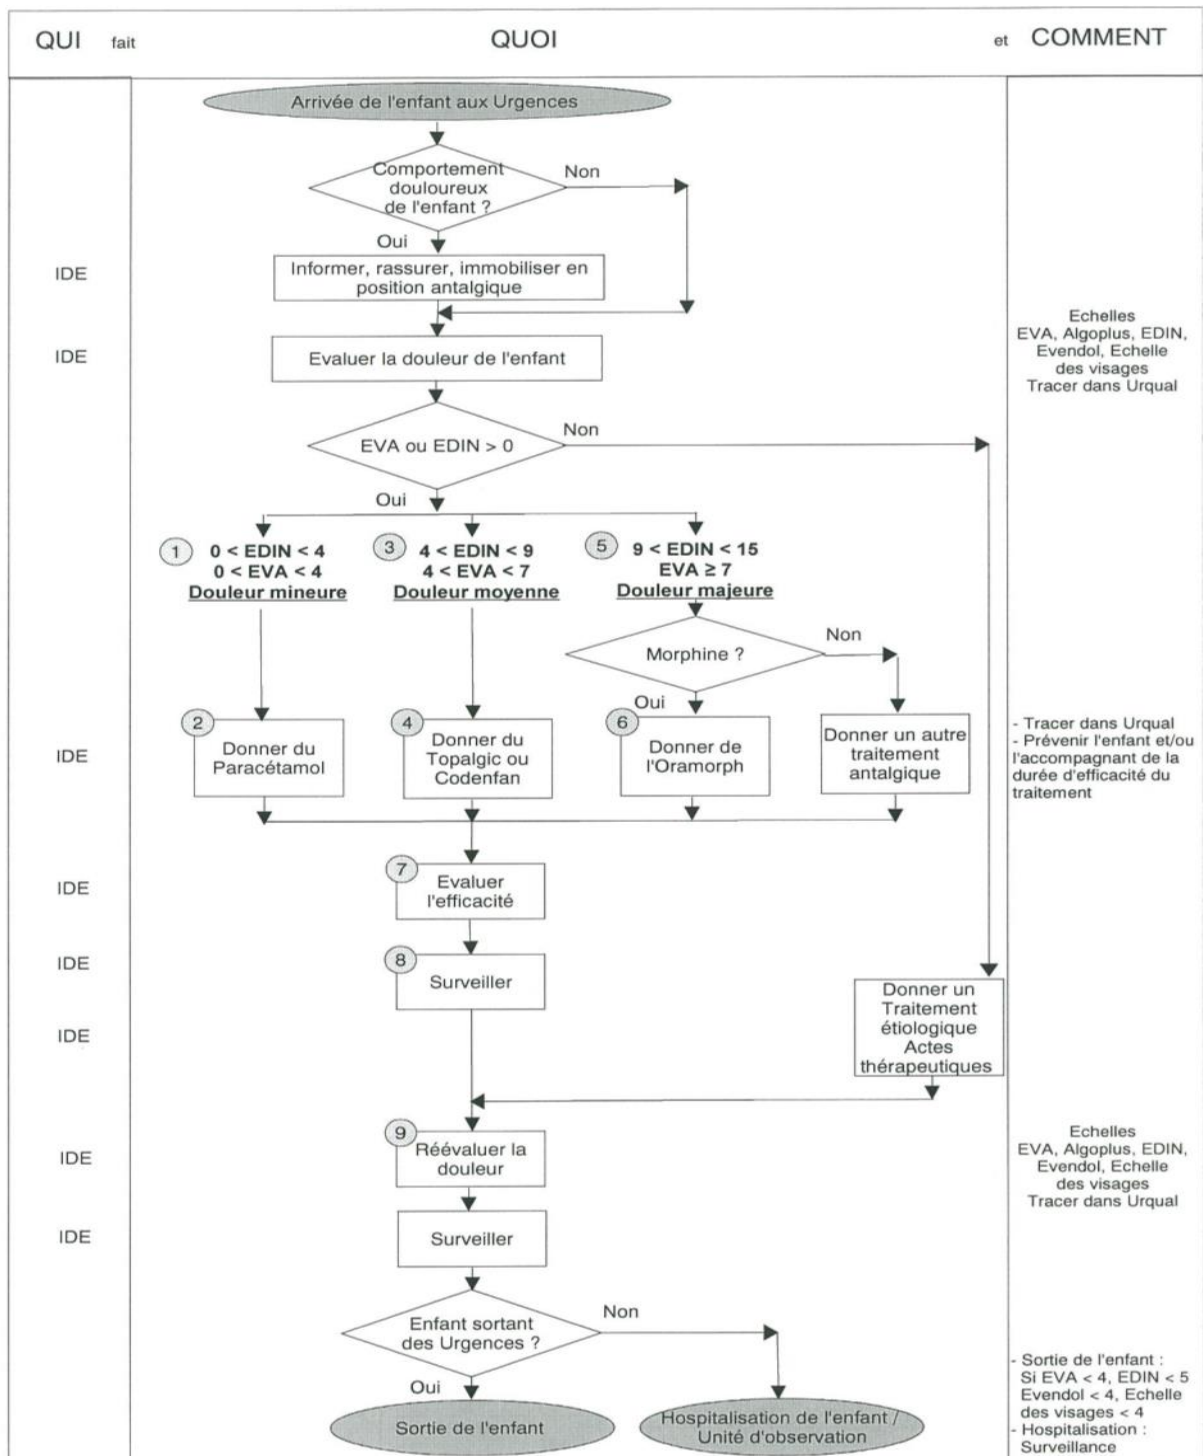 QUI fait QUOI et COMMENT
Arrivée de l'enfant aux Urgences
Comportement
douloureux
de l'enfant ?
Non
Oui
IDE
Informer, rassurer, immobiliser en
position antalgique
IDE
Evaluer la douleur de l'enfant
Echelles
EVA, Algoplus, EDIN,
Evendol, Echelle
des visages
Tracer dans Urqual
EVA ou EDIN > 0
Non
Oui
1
0 < EDIN < 4
0 < EVA < 4
Douleur mineure
3
4 < EDIN < 9
4 < EVA < 7
Douleur moyenne
5
9 < EDIN < 15
EVA ≥ 7
Douleur majeure
Morphine ?
Non
Oui
IDE
2
Donner du
Paracétamol
4
Donner du
Topalgic ou
Codenfan
6
Donner de
l'Oramorph
Donner un autre
traitement
antalgique
- Tracer dans Urqual
- Prévenir l'enfant et/ou
l'accompagnant de la
durée d'efficacité du
traitement
IDE
7
Evaluer
l'efficacité
IDE
8
Surveiller
IDE
Donner un
Traitement
étiologique
Actes
thérapeutiques
IDE
9
Réévaluer la
douleur
Echelles
EVA, Algoplus, EDIN,
Evendol, Echelle
des visages
Tracer dans Urqual
IDE
Surveiller
Enfant sortant
des Urgences ?
Non
Oui
Sortie de l'enfant
Hospitalisation de l'enfant /
Unité d'observation
- Sortie de l'enfant :
Si EVA < 4, EDIN < 5
Evendol < 4, Echelle
des visages < 4
- Hospitalisation :
Surveillance